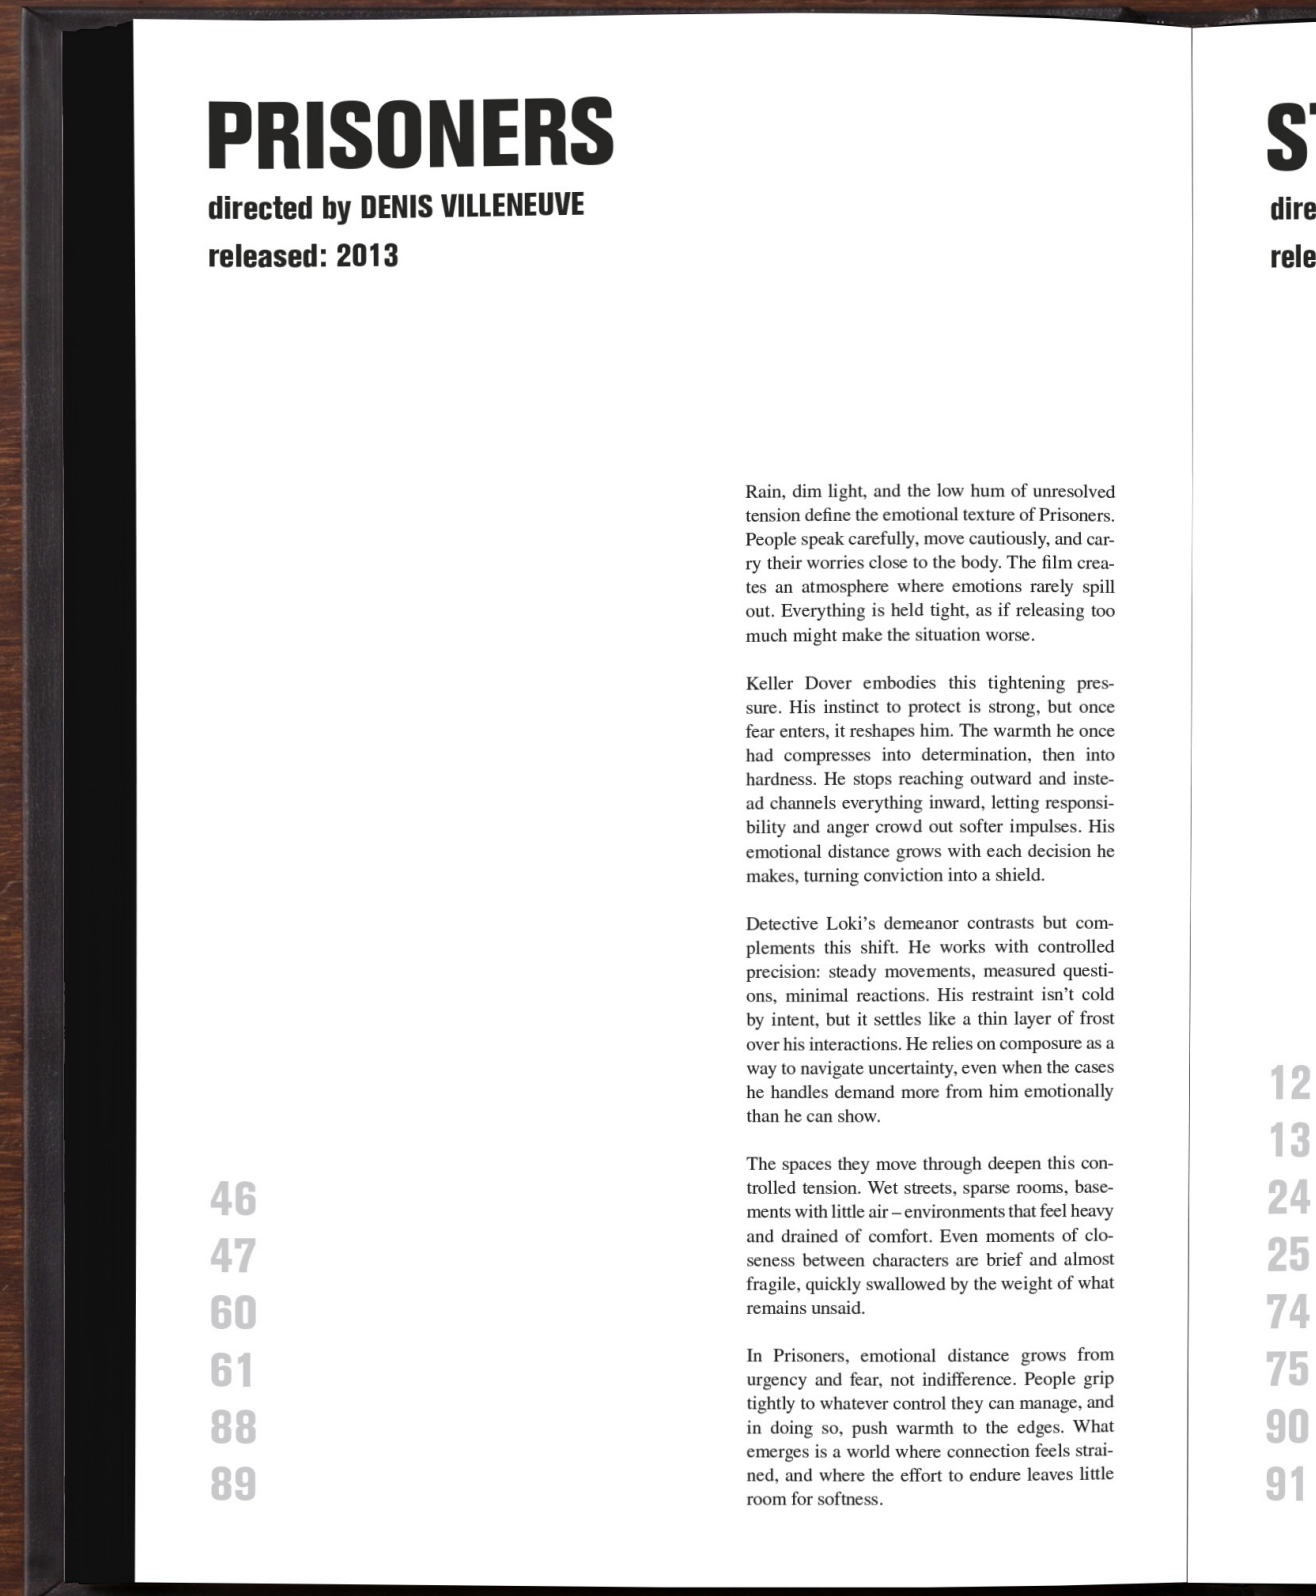 PRISONERS
directed by DENIS VILLENEUVE
released: 2013
Rain, dim light, and the low hum of unresolved
tension define the emotional texture of Prisoners.
People speak carefully, move cautiously, and car-
ry their worries close to the body. The film crea-
tes an atmosphere where emotions rarely spill
out. Everything is held tight, as if releasing too
much might make the situation worse.
Keller Dover embodies this tightening pres-
sure. His instinct to protect is strong, but once
fear enters, it reshapes him. The warmth he once
had compresses into determination, then into
hardness. He stops reaching outward and inste-
ad channels everything inward, letting responsi-
bility and anger crowd out softer impulses. His
emotional distance grows with each decision he
makes, turning conviction into a shield.
Detective Loki's demeanor contrasts but com-
plements this shift. He works with controlled
precision: steady movements, measured questi-
ons, minimal reactions. His restraint isn't cold
by intent, but it settles like a thin layer of frost
over his interactions. He relies on composure as a
way to navigate uncertainty, even when the cases
he handles demand more from him emotionally
than he can show.
The spaces they move through deepen this con-
trolled tension. Wet streets, sparse rooms, base-
ments with little air – environments that feel heavy
and drained of comfort. Even moments of clo-
seness between characters are brief and almost
fragile, quickly swallowed by the weight of what
remains unsaid.
In Prisoners, emotional distance grows from
urgency and fear, not indifference. People grip
tightly to whatever control they can manage, and
in doing so, push warmth to the edges. What
emerges is a world where connection feels strai-
ned, and where the effort to endure leaves little
room for softness.
46
47
60
61
88
89
12
13
24
25
74
75
90
91